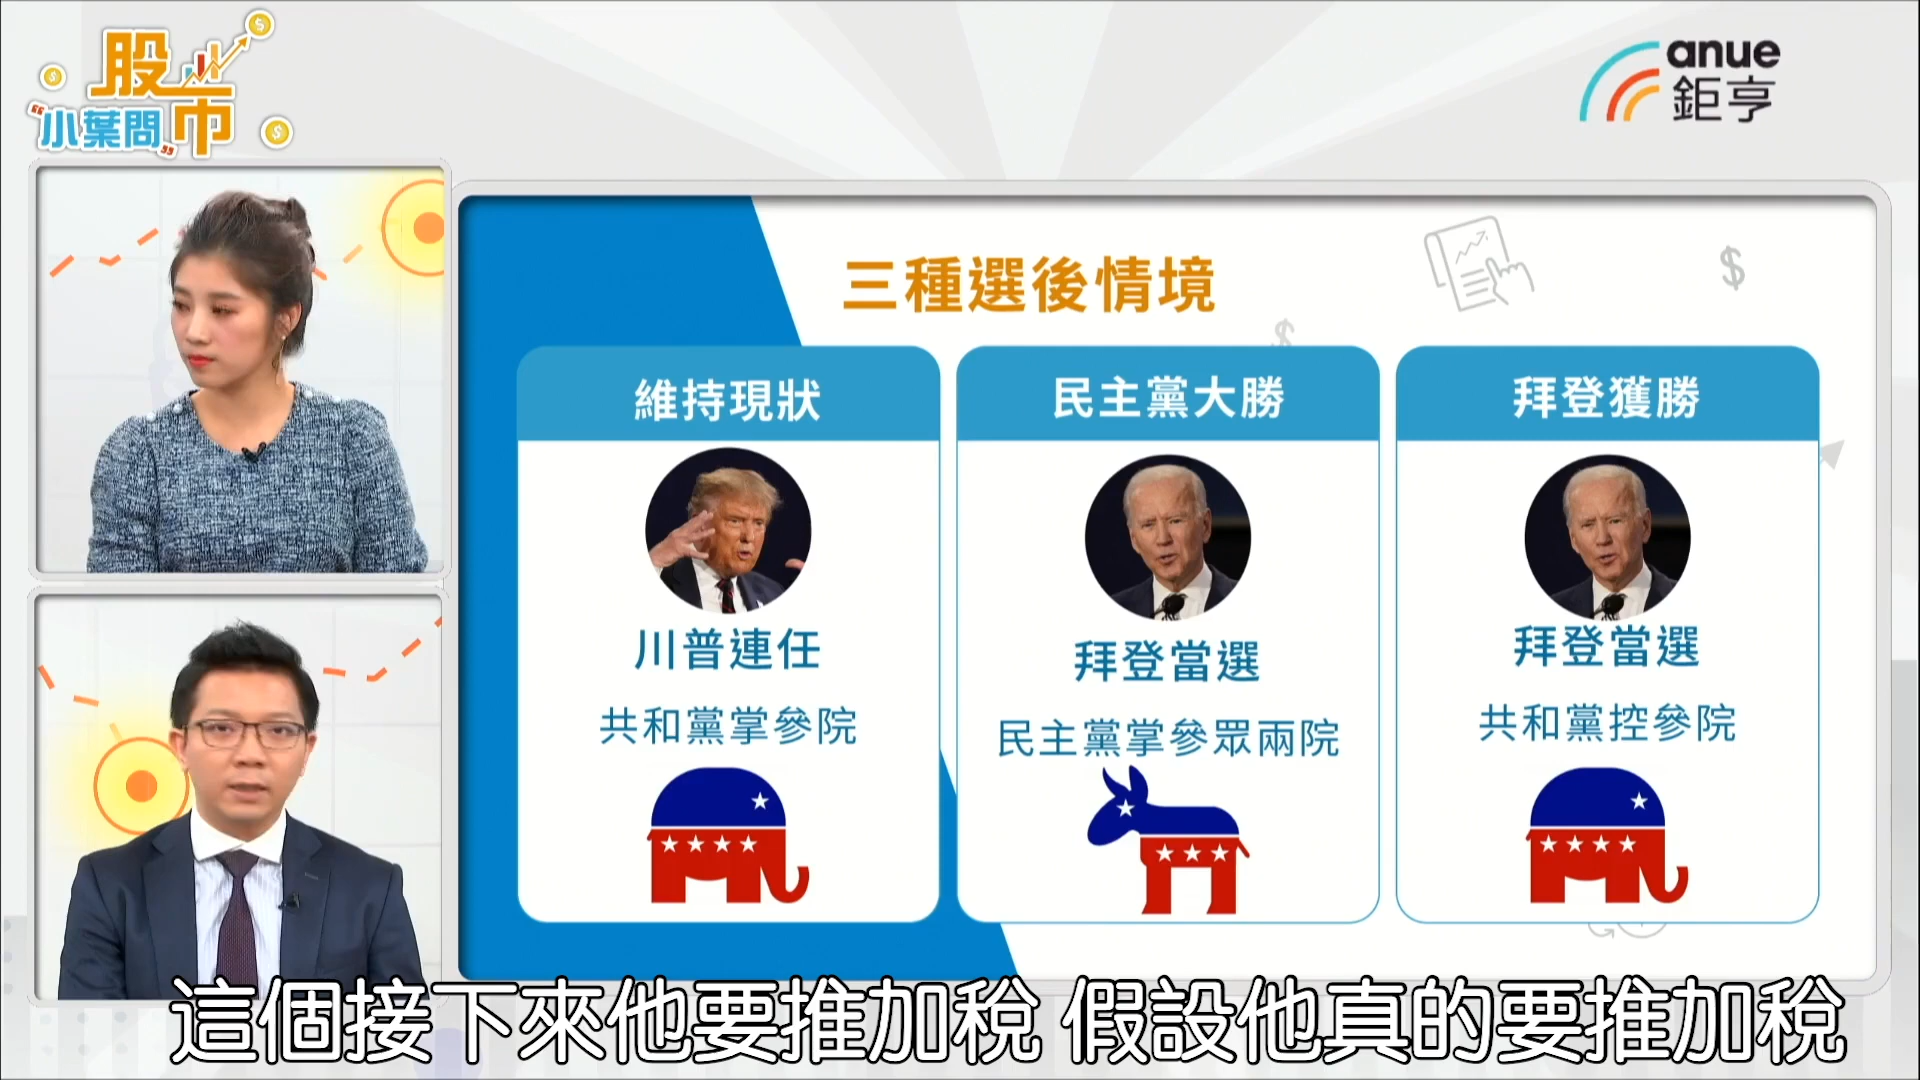 股市
"小葉問"
anue
鉅亨
三種選後情境
維持現狀
川普連任
共和黨掌參院
民主黨大勝
拜登當選
民主黨掌參眾兩院
拜登獲勝
拜登當選
共和黨控參院
這個接下來他要推加稅 假設他真的要推加稅